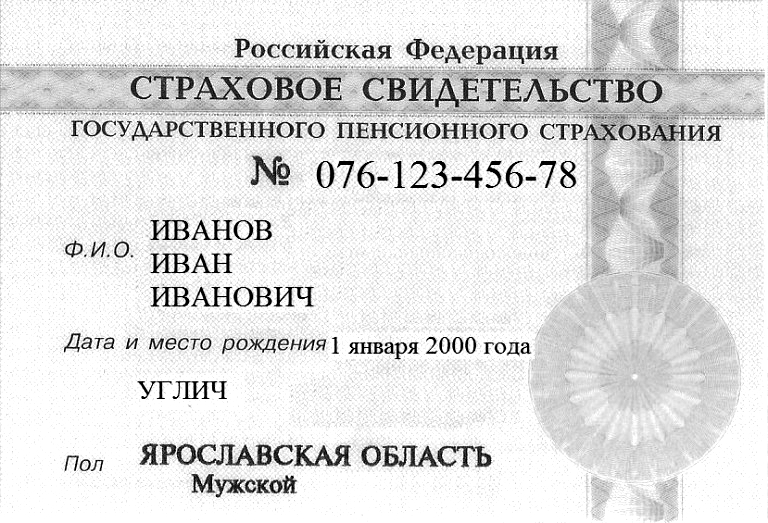 Российская Федерация
СТРАХОВОЕ СВИДЕТЕЛЬСТВО
ГОСУДАРСТВЕННОГО ПЕНСИОННОГО СТРАХОВАНИЯ
№ 076-123-456-78
Ф.И.О. ИВАНОВ
ИВАН
ИВАНОВИЧ
Дата и место рождения 1 января 2000 года
УГЛИЧ
ЯРОСЛАВСКАЯ ОБЛАСТЬ
Пол Мужской